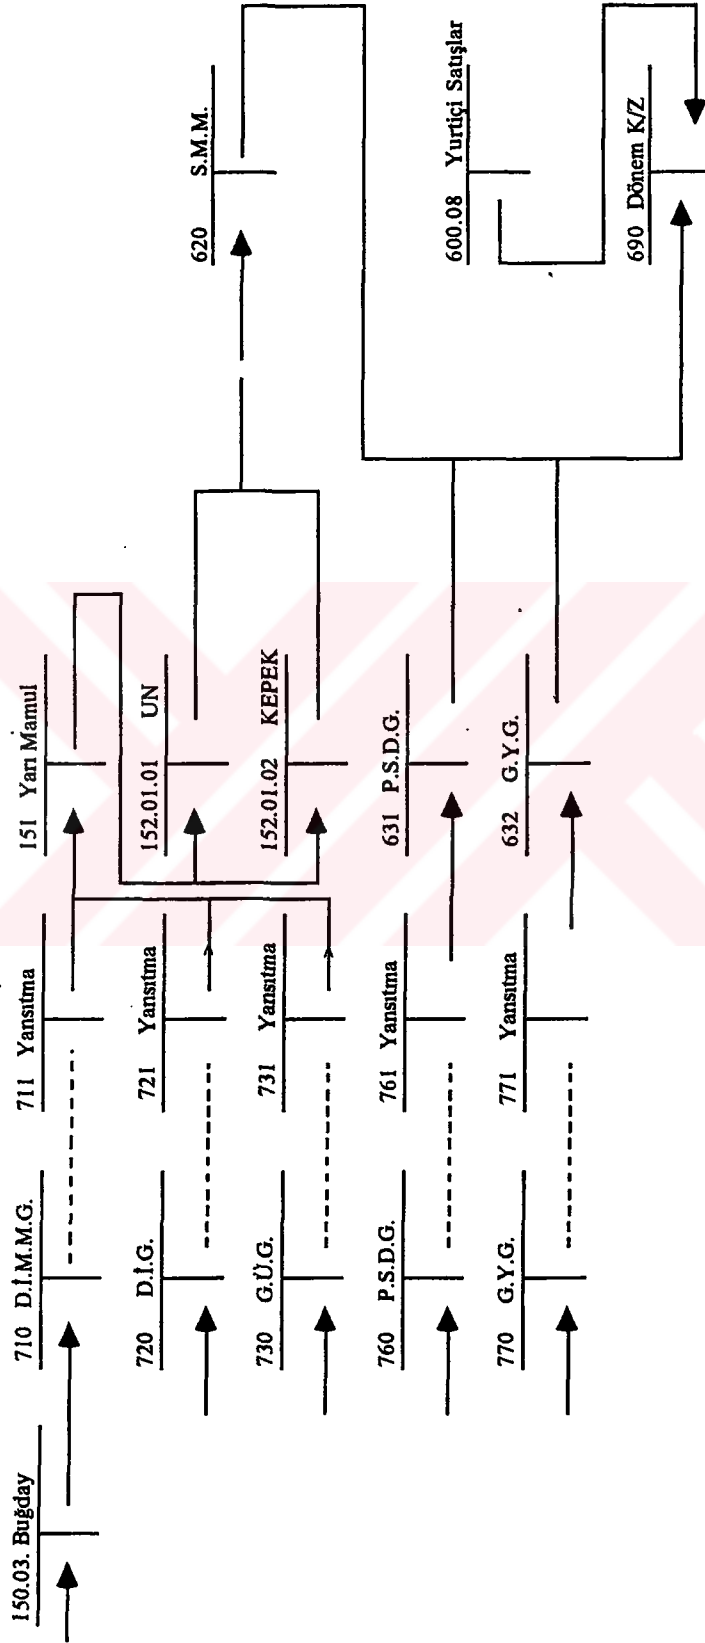 150.03. Buğday
710 D.İ.M.M.G.
711 Yansıtma
151 Yarı Mamul
720 D.İ.G.
721 Yansıtma
152.01.01 UN
620 S.M.M.
730 G.Ü.G.
731 Yansıtma
152.01.02 KEPEK
760 P.S.D.G.
761 Yansıtma
631 P.S.D.G.
600.08 Yurtiçi Satışlar
770 G.Y.G.
771 Yansıtma
632 G.Y.G.
690 Dönem K/Z